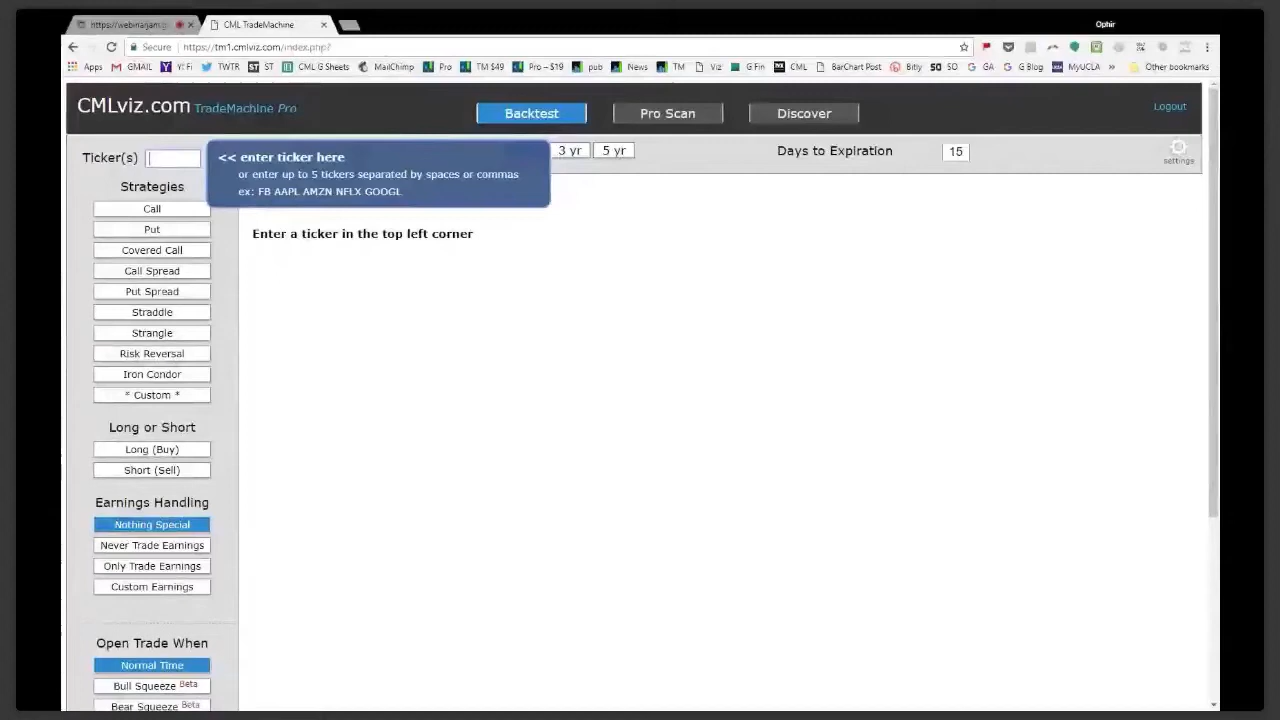 https://webinarjam.g
CML TradeMachine
Ophir
Secure
https://tm1.cmlviz.com/index.php?
Apps GMAIL Y! Fi TWTR ST CML G Sheets MailChimp Pro TM $49 Pro – $19 pub News TM Viz G Fin CML BarChart Post Bitly SO GA G Blog MyUCLA » Other bookmarks
CMLviz.com TradeMachine Pro
Backtest Pro Scan Discover
Logout
Ticker(s)
<< enter ticker here
or enter up to 5 tickers separated by spaces or commas
ex: FB AAPL AMZN NFLX GOOGL
3 yr 5 yr
Days to Expiration 15
settings
Enter a ticker in the top left corner
Strategies
Call
Put
Covered Call
Call Spread
Put Spread
Straddle
Strangle
Risk Reversal
Iron Condor
* Custom *
Long or Short
Long (Buy)
Short (Sell)
Earnings Handling
Nothing Special
Never Trade Earnings
Only Trade Earnings
Custom Earnings
Open Trade When
Normal Time
Bull Squeeze Beta
Bear Squeeze Beta